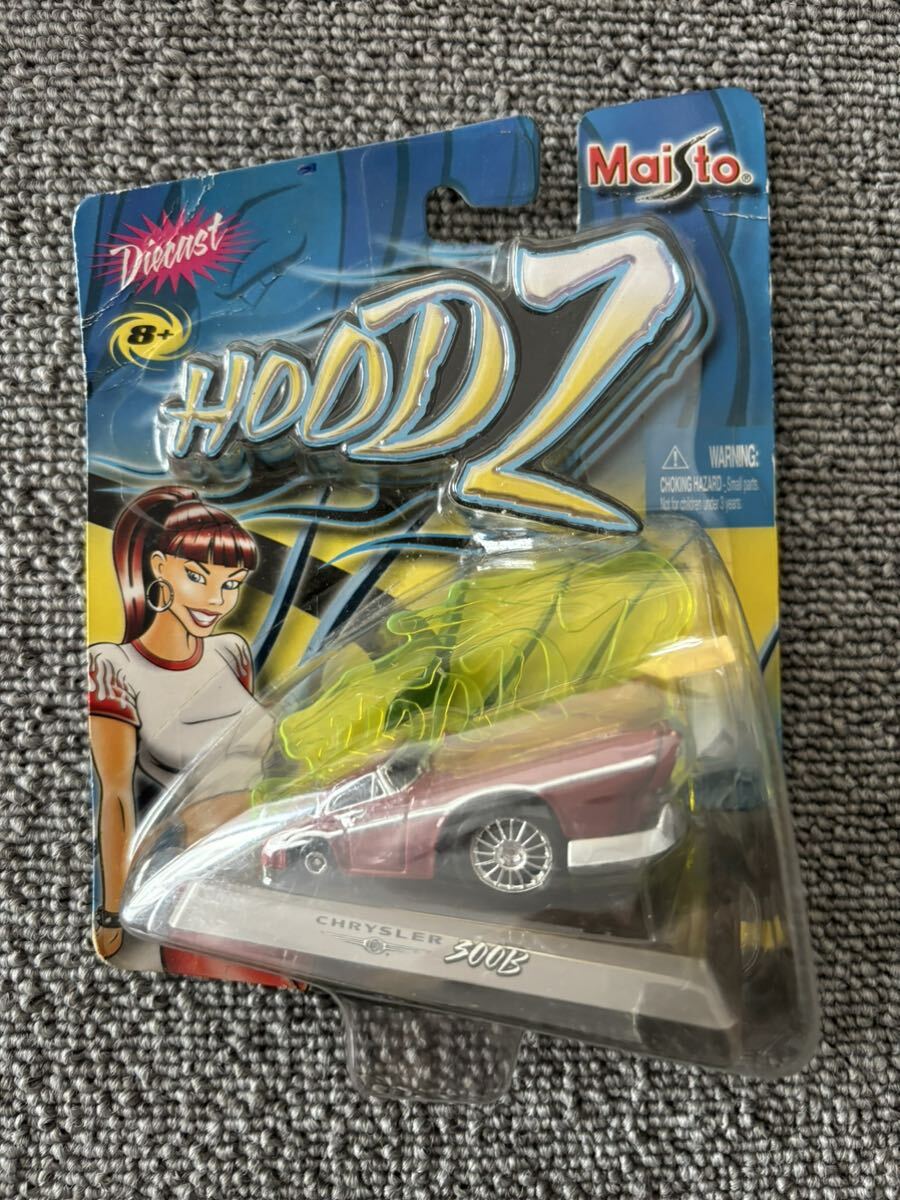 Maisto®
Diecast
8+
HOODZ
WARNING:
CHOKING HAZARD - Small parts.
Not for children under 3 years.
CHRYSLER
300B